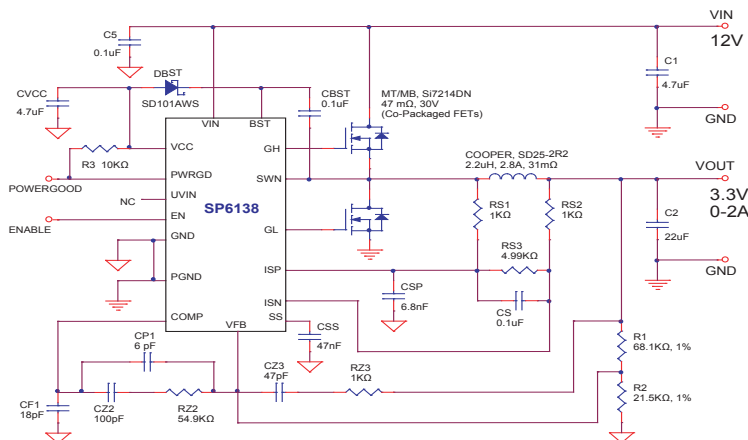 VIN
12V
C5
0.1uF
C1
4.7uF
DBST
SD101AWS
CBST
0.1uF
CVCC
4.7uF
MT/MB, Si7214DN
47 mΩ, 30V
(Co-Packaged FETs)
GND
VIN
BST
VCC
GH
R3 10KΩ
COOPER, SD25-2R2
2.2uH, 2.8A, 31mΩ
VOUT
PWRGD
SWN
POWERGOOD
3.3V
0-2A
UVIN
NC
SP6138
RS1
1KΩ
RS2
1KΩ
EN
ENABLE
GL
C2
22uF
GND
RS3
4.99KΩ
ISP
GND
PGND
CSP
6.8nF
CS
0.1uF
ISN
COMP
VFB
SS
CSS
47nF
CP1
6 pF
R1
68.1KΩ, 1%
CZ3
47pF
RZ3
1KΩ
CF1
18pF
CZ2
100pF
RZ2
54.9KΩ
R2
21.5KΩ, 1%